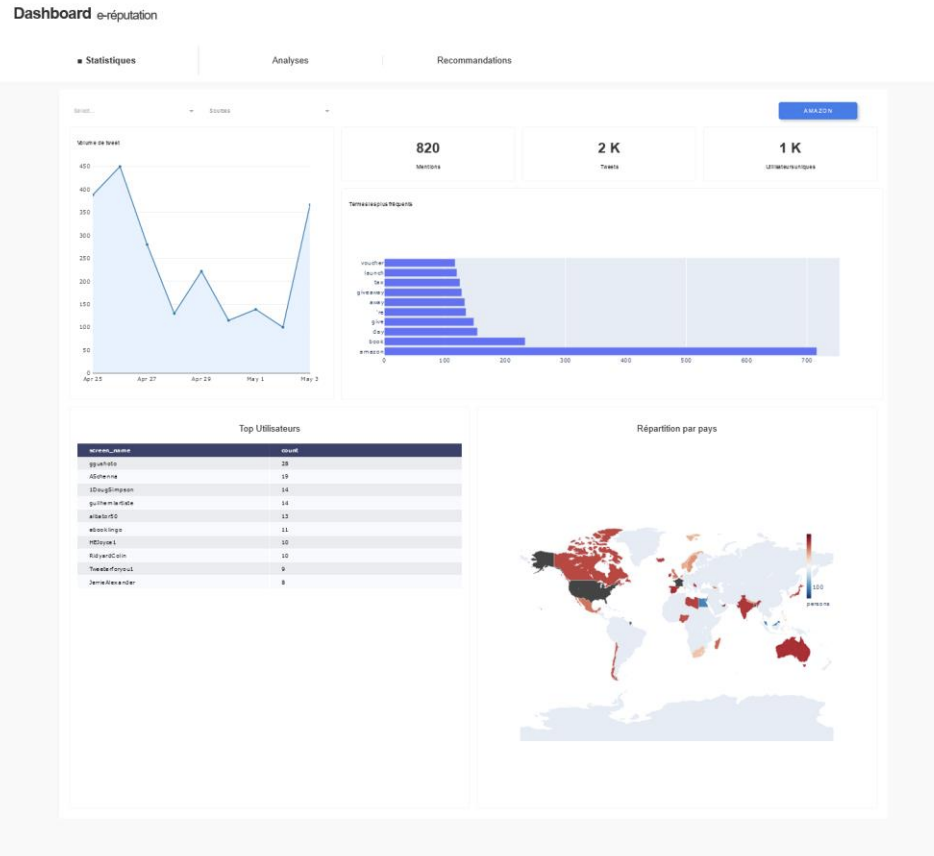 Dashboard e-réputation
Statistiques Analyses Recommandations
Select... Sources AMAZON
Volume de tweet
450
400
350
300
250
200
150
100
50
0
Apr 25 Apr 27 Apr 29 May 1 May 3
820 2 K 1 K
Mentions Tweets Utilisateurs uniques
Termes les plus fréquents
voucher
launch
tax
giveaway
away
're
give
day
book
amazon
0 100 200 300 400 500 600 700
Top Utilisateurs
screen_name count
28
ASchenna 19
1DougSimpson 14
14
albator50 13
ebooklingo 11
MEJoyce1 10
RidyardColin 10
Tweeterforyou1 9
JamieAlexander 8
Répartition par pays
100
persons